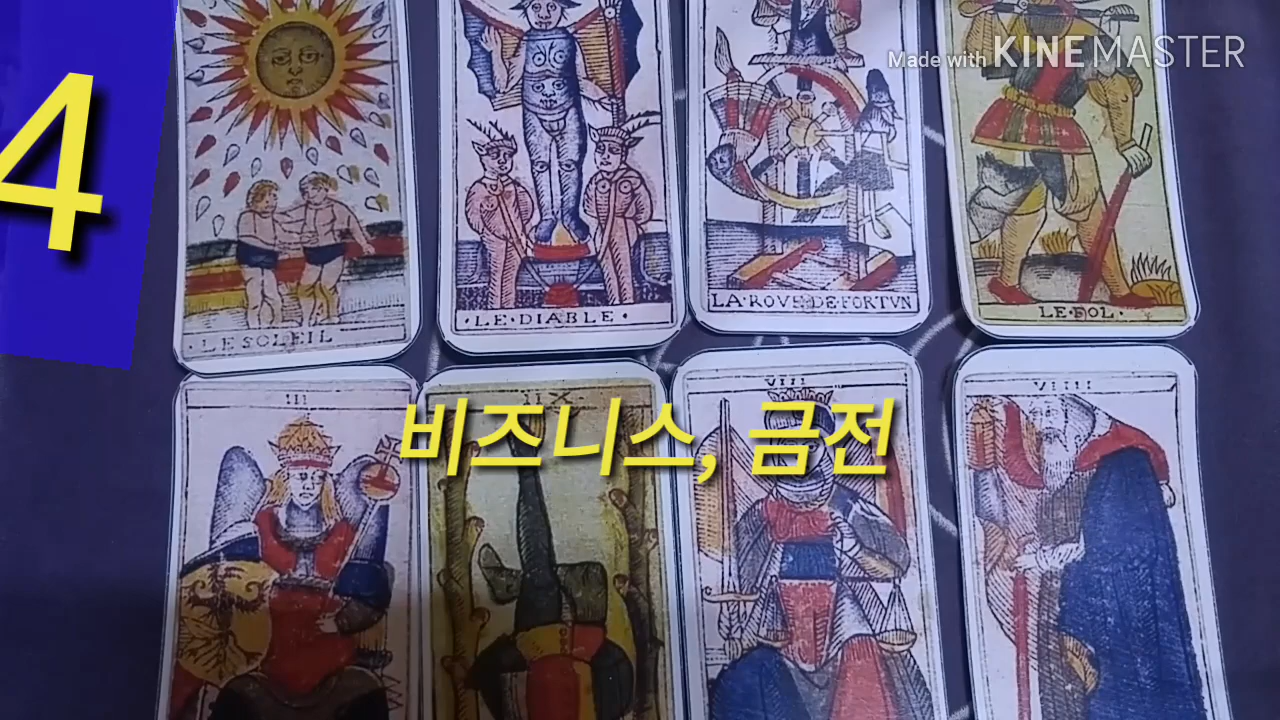 4
Made with KINEMASTER
LE SOLEIL
·LE·DIABLE·
LA·ROVE·DE·FORTVN
LE·FOL·
III
IIX
VIII
VIIII
비즈니스, 금전